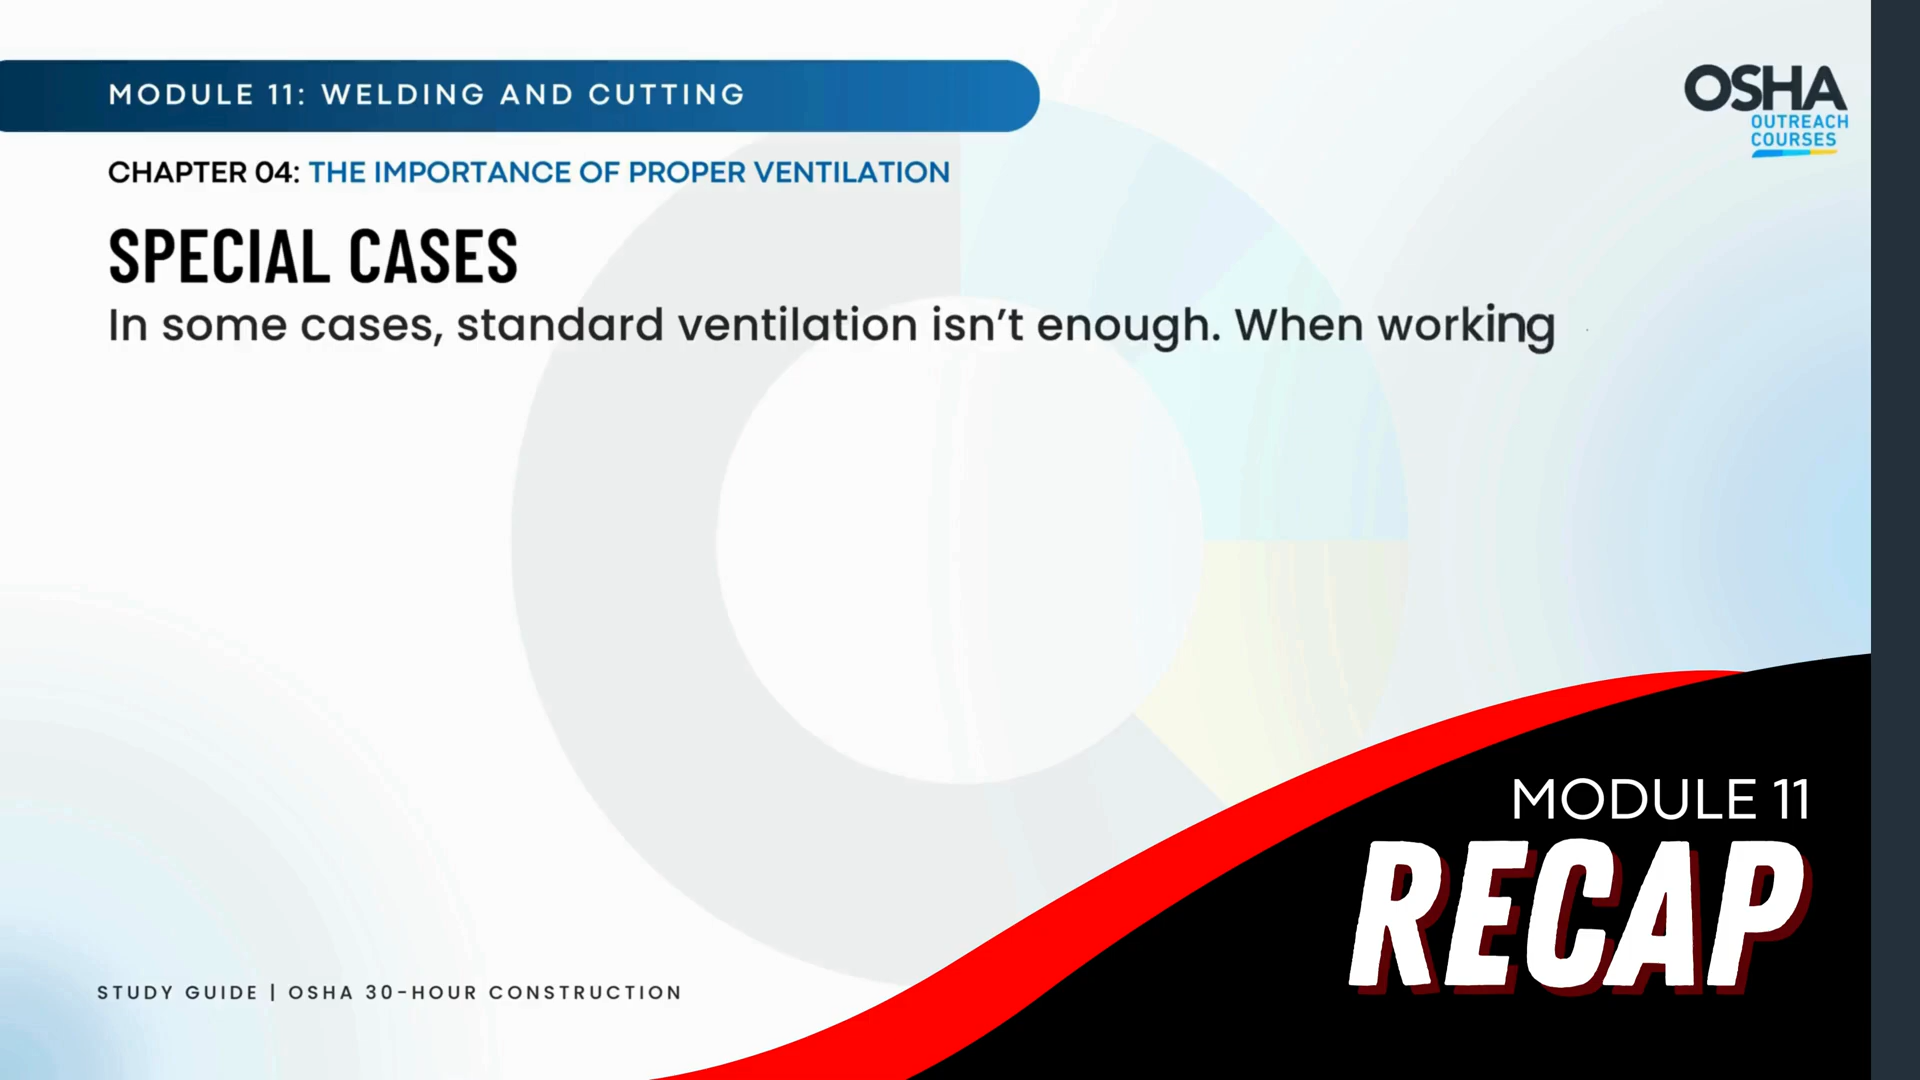 MODULE 11: WELDING AND CUTTING
OSHA
OUTREACH
COURSES
CHAPTER 04: THE IMPORTANCE OF PROPER VENTILATION
SPECIAL CASES
In some cases, standard ventilation isn’t enough. When working
MODULE 11
RECAP
STUDY GUIDE | OSHA 30-HOUR CONSTRUCTION